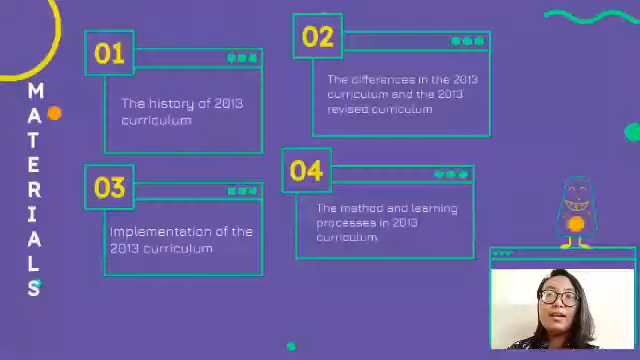 MATERIALS
01
The history of 2013
curriculum
02
The differences in the 2013
curriculum and the 2013
revised curriculum
03
Implementation of the
2013 curriculum
04
The mathod and learning
processes in 2013
curriculum